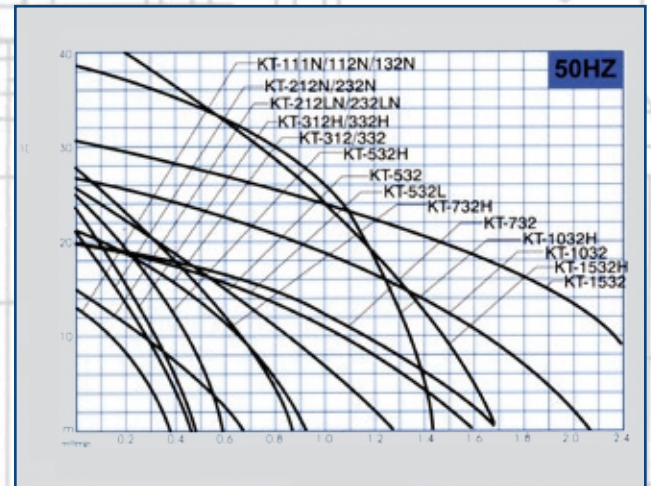 40
50HZ
KT-111N/112N/132N
KT-212N/232N
KT-212LN/232LN
KT-312H/332H
30
KT-312/332
KT-532H
KT-532
KT-532L
KT-732H
KT-732
20
KT-1032H
KT-1032
KT-1532H
KT-1532
10
m
0.2 0.4 0.6 0.8 1.0 1.2 1.4 1.6 1.8 2.0 2.4